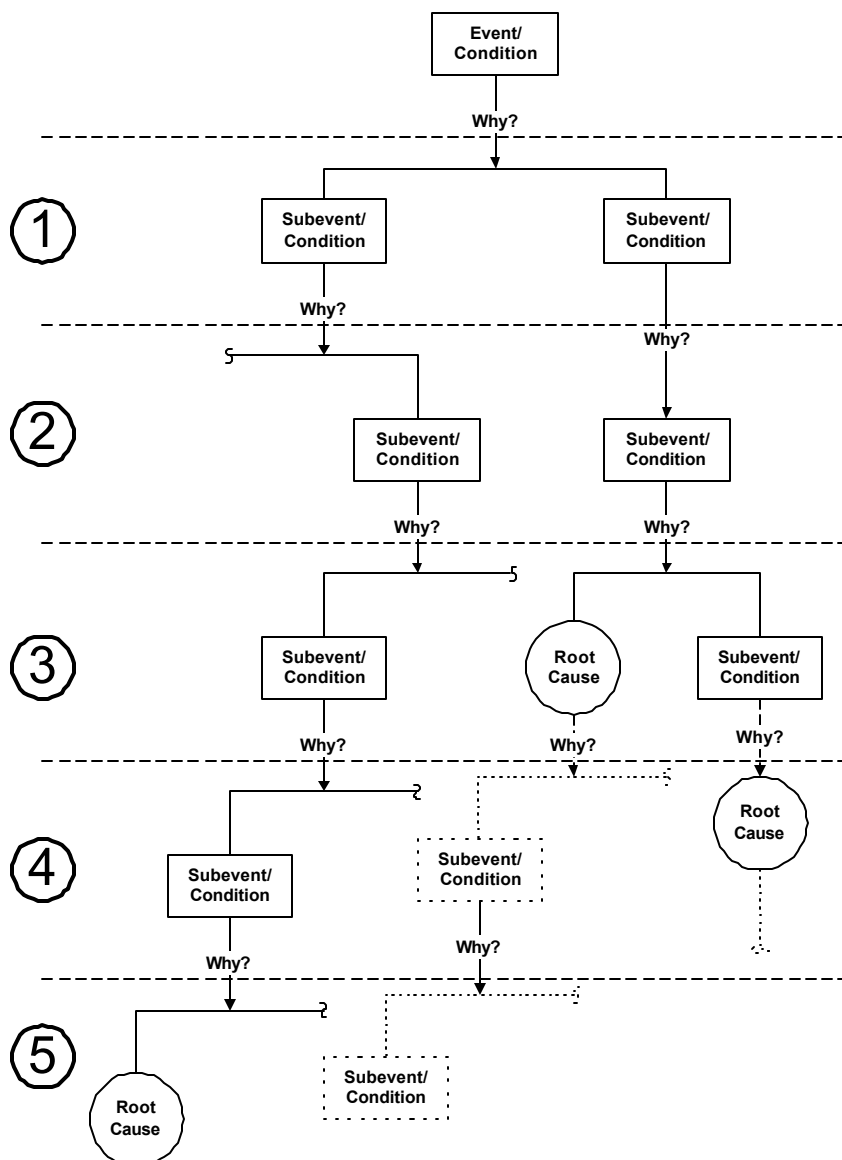 Event/
Condition
Why?
1
Subevent/
Condition
Subevent/
Condition
Why?
Why?
2
Subevent/
Condition
Subevent/
Condition
Why?
Why?
3
Subevent/
Condition
Root
Cause
Subevent/
Condition
Why?
Why?
Why?
4
Subevent/
Condition
Subevent/
Condition
Root
Cause
Why?
Why?
5
Root
Cause
Subevent/
Condition